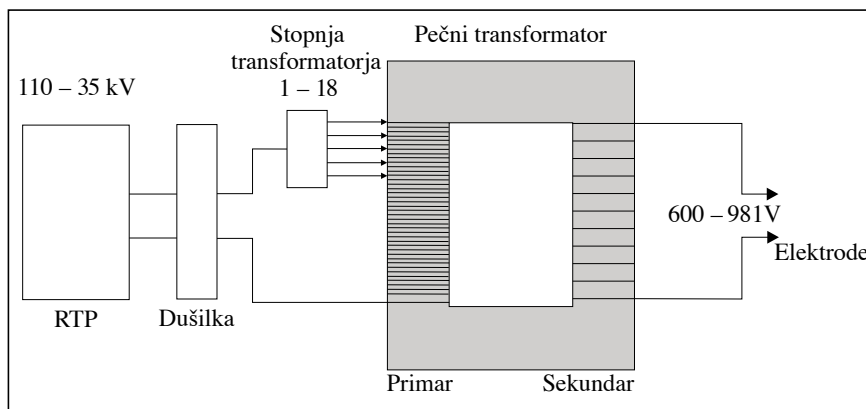 Stopnja
transformatorja
1 – 18
Pečni transformator
110 – 35 kV
600 – 981V
Elektrode
RTP
Dušilka
Primar
Sekundar